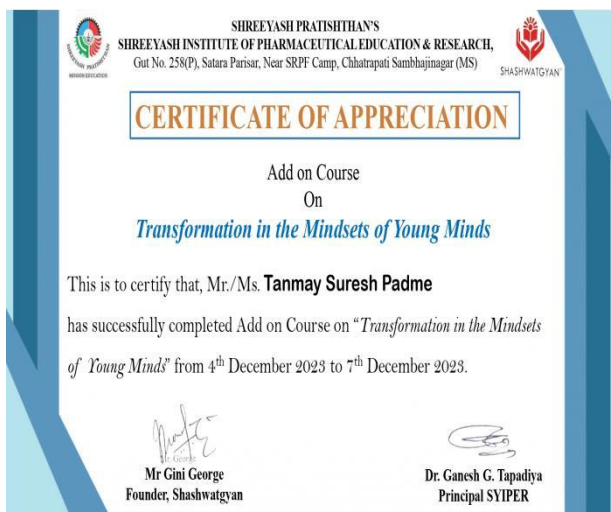 SHREEYASH PRATISHTHAN'S
SHREEYASH INSTITUTE OF PHARMACEUTICAL EDUCATION & RESEARCH,
Gut No. 258(P), Satara Parisar, Near SRPF Camp, Chhatrapati Sambhajinagar (MS)
SHREEYASH PRATISHTHAN
MISSION EDUCATION
SHASHWATGYAN
CERTIFICATE OF APPRECIATION
Add on Course
On
Transformation in the Mindsets of Young Minds
This is to certify that, Mr./Ms. Tanmay Suresh Padme
has successfully completed Add on Course on “Transformation in the Mindsets
of Young Minds” from 4th December 2023 to 7th December 2023.
Mr Gini George
Founder, Shashwatgyan
Dr. Ganesh G. Tapadiya
Principal SYIPER